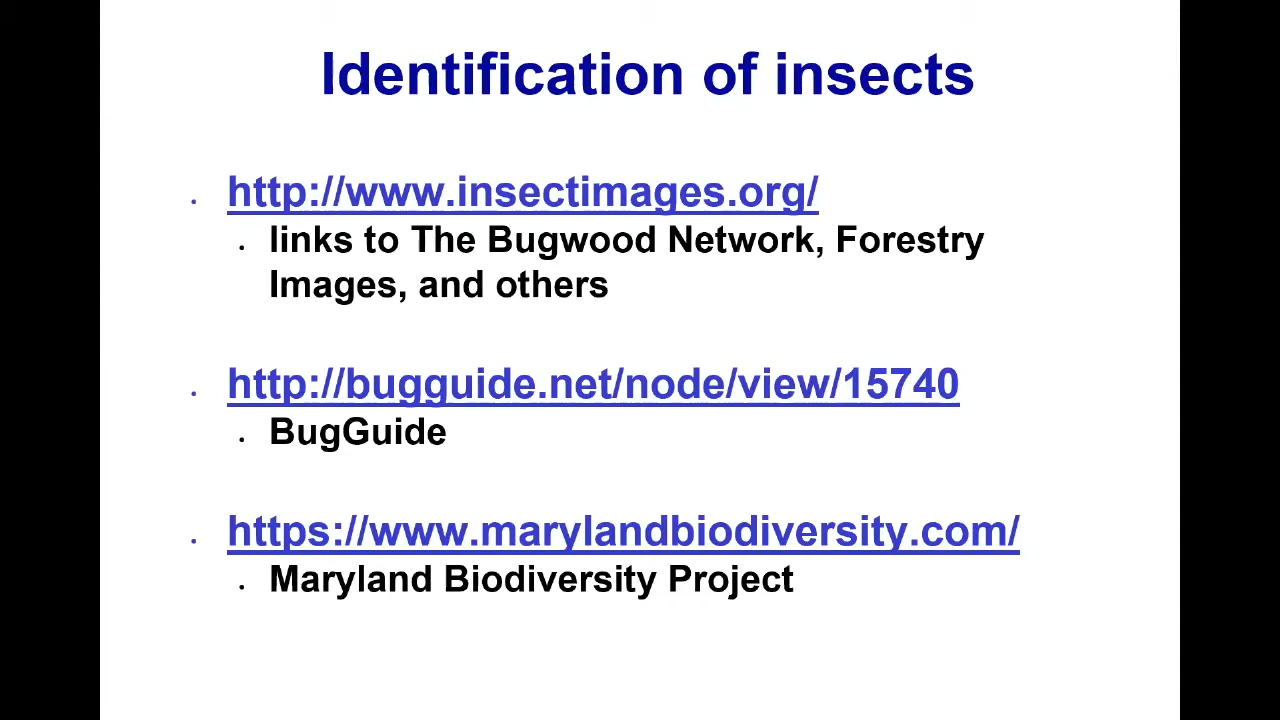 Identification of insects
http://www.insectimages.org/
links to The Bugwood Network, Forestry
Images, and others
http://bugguide.net/node/view/15740
BugGuide
https://www.marylandbiodiversity.com/
Maryland Biodiversity Project